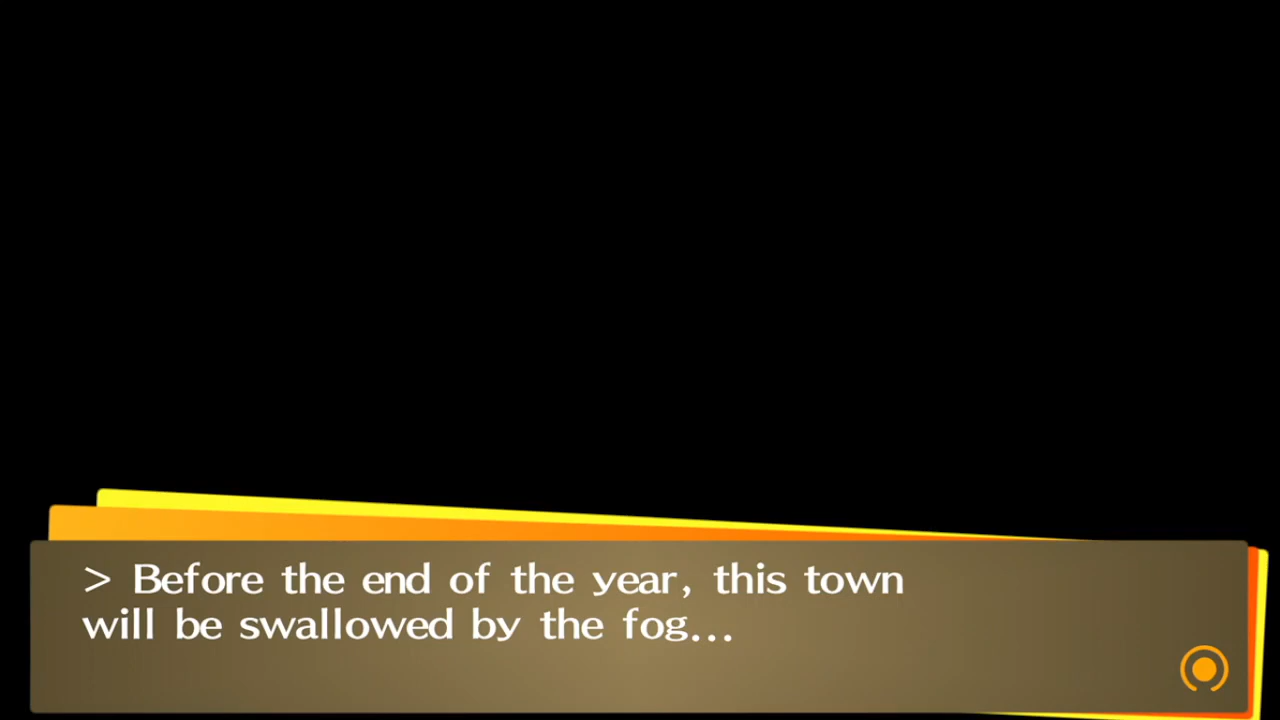 > Before the end of the year, this town
will be swallowed by the fog...